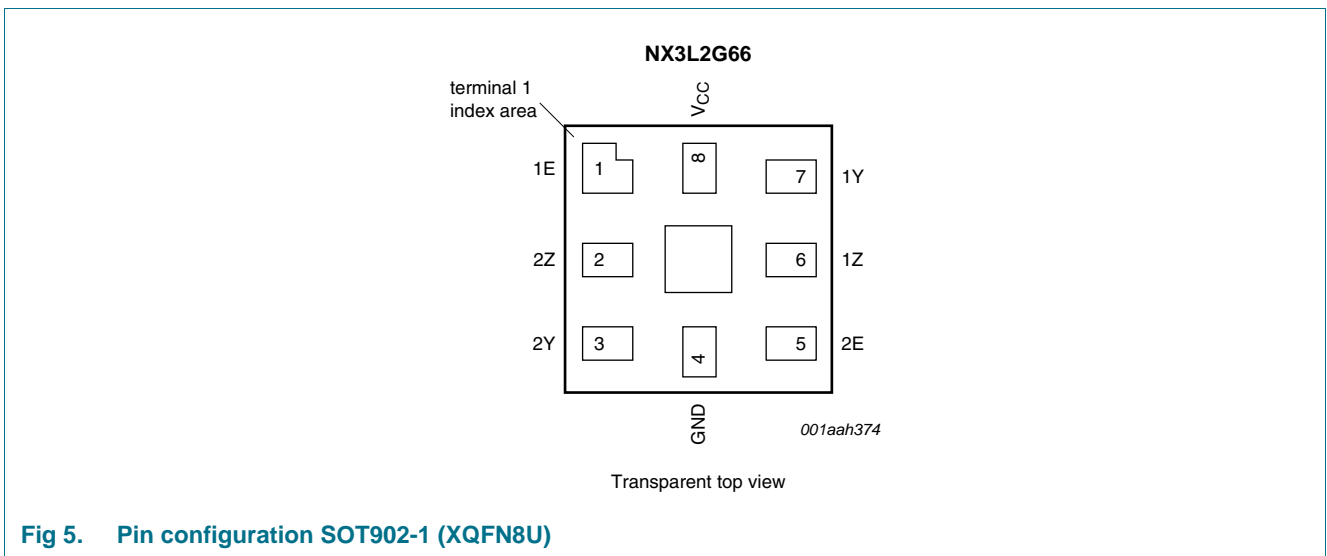 NX3L2G66
terminal 1
index area
VCC
1E 1 8 7 1Y
2Z 2 6 1Z
2Y 3 4 5 2E
GND
001aah374
Transparent top view
Fig 5. Pin configuration SOT902-1 (XQFN8U)